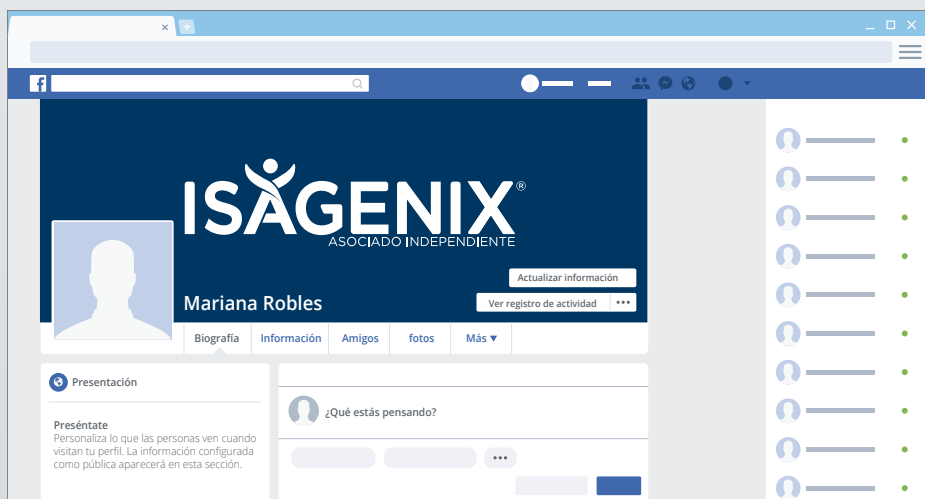 f
ISAGENIX®
ASOCIADO INDEPENDIENTE
Actualizar información
Mariana Robles
Ver registro de actividad
Biografía Información Amigos fotos Más ▼
Presentación
Preséntate
Personaliza lo que las personas ven cuando
visitan tu perfil. La información configurada
como pública aparecerá en esta sección.
¿Qué estás pensando?